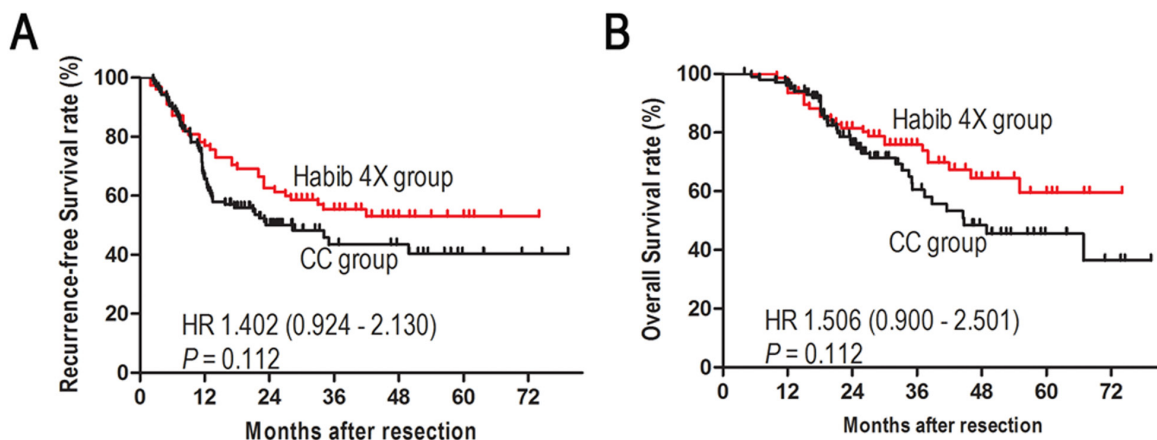 A
Recurrence-free Survival rate (%)
100
80
60
40
20
0
0 12 24 36 48 60 72
Months after resection
Habib 4X group
CC group
HR 1.402 (0.924 - 2.130)
P = 0.112
B
Overall Survival rate (%)
100
80
60
40
20
0
0 12 24 36 48 60 72
Months after resection
Habib 4X group
CC group
HR 1.506 (0.900 - 2.501)
P = 0.112